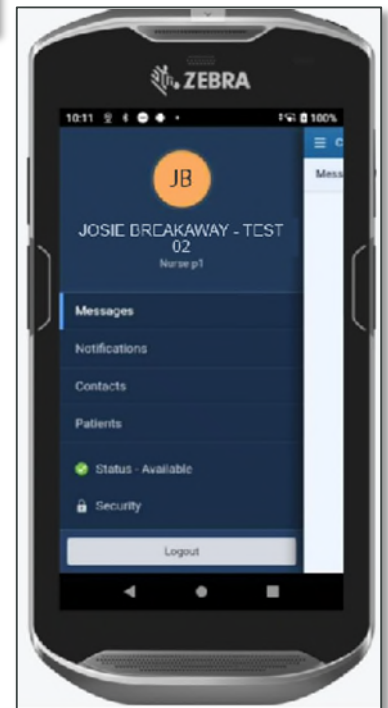 ZEBRA
10:11 100%
JB
JOSIE BREAKAWAY - TEST
02
Nurse p1
Messages
Notifications
Contacts
Patients
Status - Available
Security
Logout